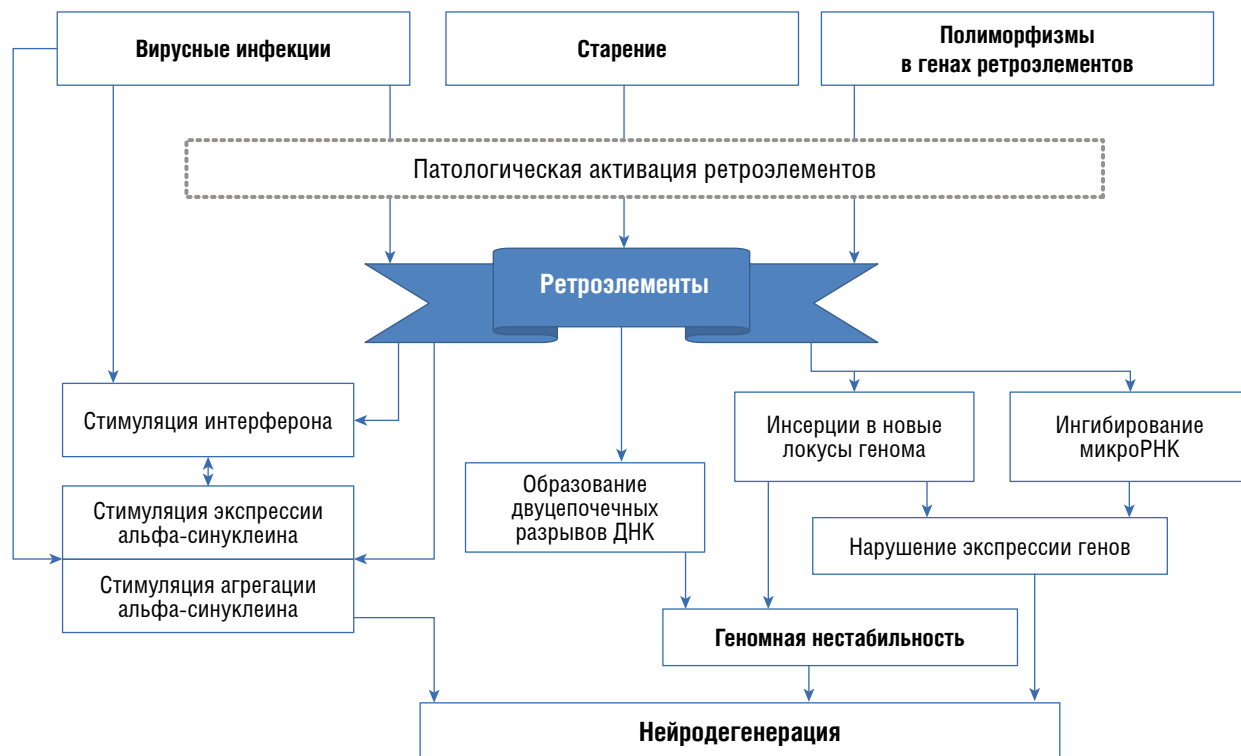 Вирусные инфекции
Старение
Полиморфизмы
в генах ретроэлементов
Патологическая активация ретроэлементов
Ретроэлементы
Стимуляция интерферона
Инсерции в новые
локусы генома
Ингибирование
микроРНК
Образование
двуцепочечных
разрывов ДНК
Стимуляция экспрессии
альфа-синуклеина
Нарушение экспрессии генов
Стимуляция агрегации
альфа-синуклеина
Геномная нестабильность
Нейродегенерация